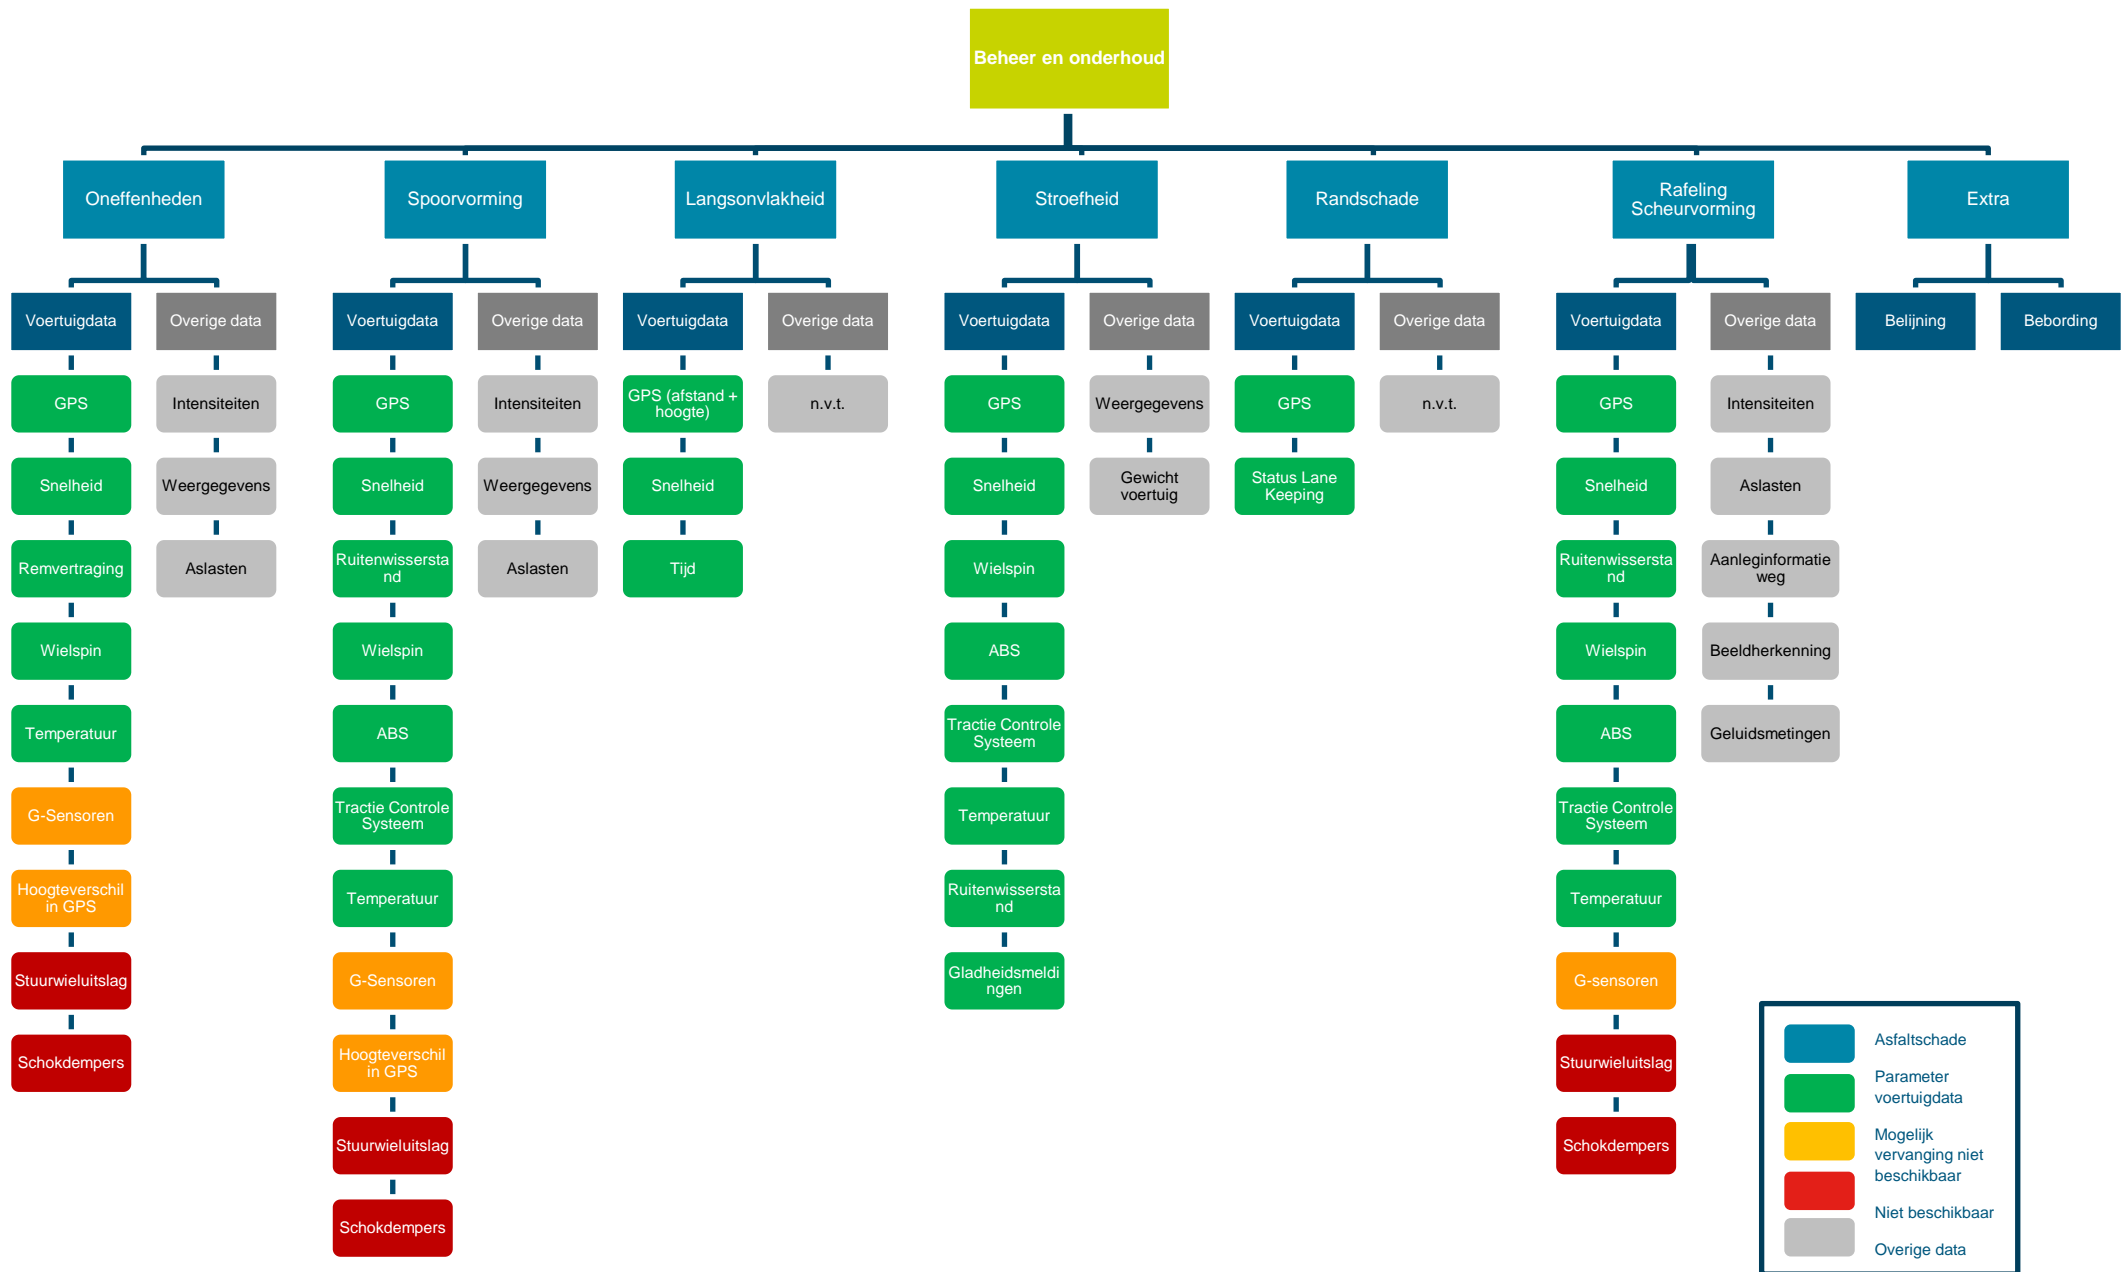 Beheer en onderhoud
Oneffenheden
Spoorvorming
Langsonvlakheid
Stroefheid
Randschade
Rafeling
Scheurvorming
Extra
Voertuigdata
Overige data
Voertuigdata
Overige data
Voertuigdata
Overige data
Voertuigdata
Overige data
Voertuigdata
Overige data
Voertuigdata
Overige data
Belijning
Bebording
GPS
Snelheid
Remvertraging
Wielspin
Temperatuur
G-Sensoren
Hoogteverschil
in GPS
Stuurwieluitslag
Schokdempers
Intensiteiten
Weergegevens
Aslasten
GPS
Snelheid
Ruitenwissersta
nd
Wielspin
ABS
Tractie Controle
Systeem
Temperatuur
G-Sensoren
Hoogteverschil
in GPS
Stuurwieluitslag
Schokdempers
Intensiteiten
Weergegevens
Aslasten
GPS (afstand +
hoogte)
Snelheid
Tijd
n.v.t.
GPS
Snelheid
Wielspin
ABS
Tractie Controle
Systeem
Temperatuur
Ruitenwissersta
nd
Gladheidsmeldi
ngen
Weergegevens
Gewicht
voertuig
GPS
Status Lane
Keeping
n.v.t.
GPS
Snelheid
Ruitenwissersta
nd
Wielspin
ABS
Tractie Controle
Systeem
Temperatuur
G-sensoren
Stuurwieluitslag
Schokdempers
Intensiteiten
Aslasten
Aanleginformatie
weg
Beeldherkenning
Geluidsmetingen
Asfaltschade
Parameter
voertuigdata
Mogelijk
vervanging niet
beschikbaar
Niet beschikbaar
Overige data